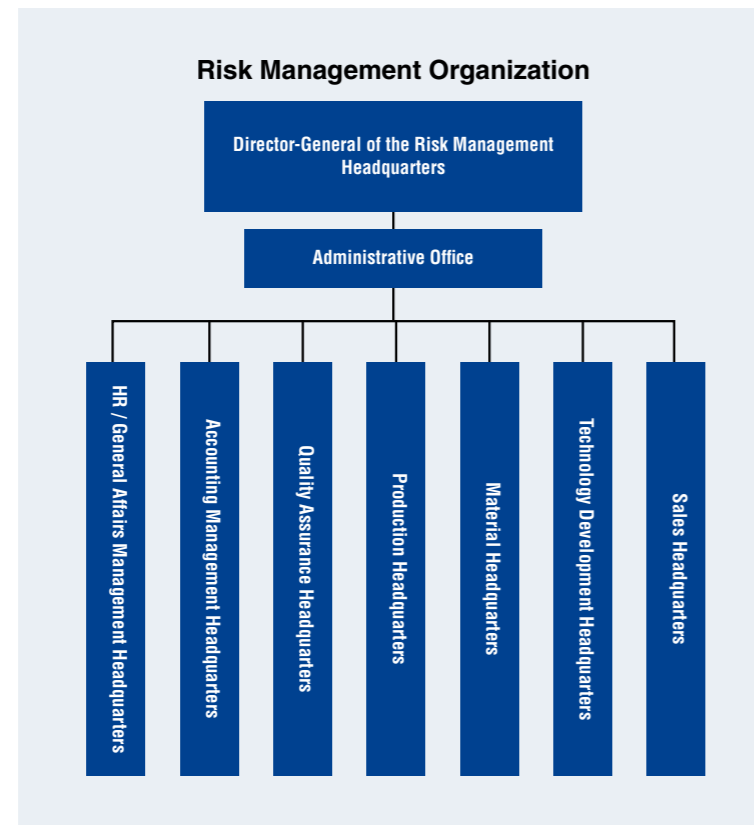 Risk Management Organization
Director-General of the Risk Management
Headquarters
Administrative Office
HR / General Affairs Management Headquarters
Accounting Management Headquarters
Quality Assurance Headquarters
Production Headquarters
Material Headquarters
Technology Development Headquarters
Sales Headquarters